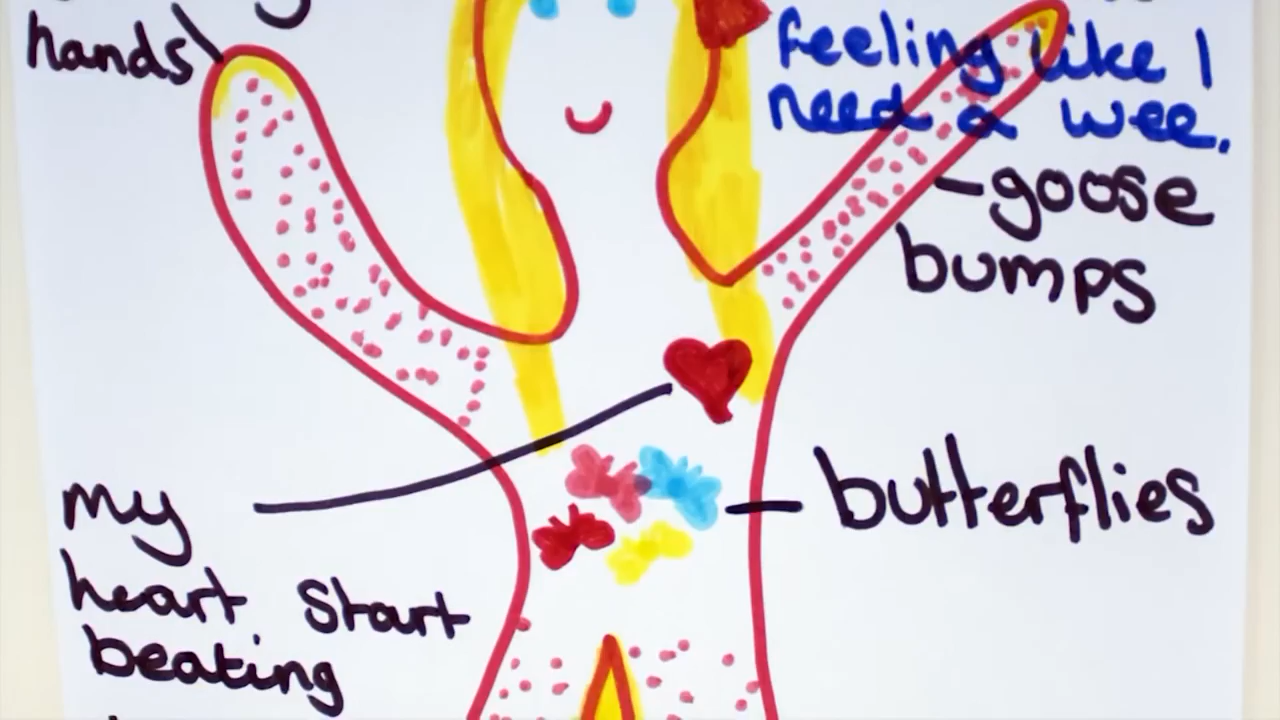 hands
feeling like I
need a wee.
goose
bumps
butterflies
my
heart start
beating